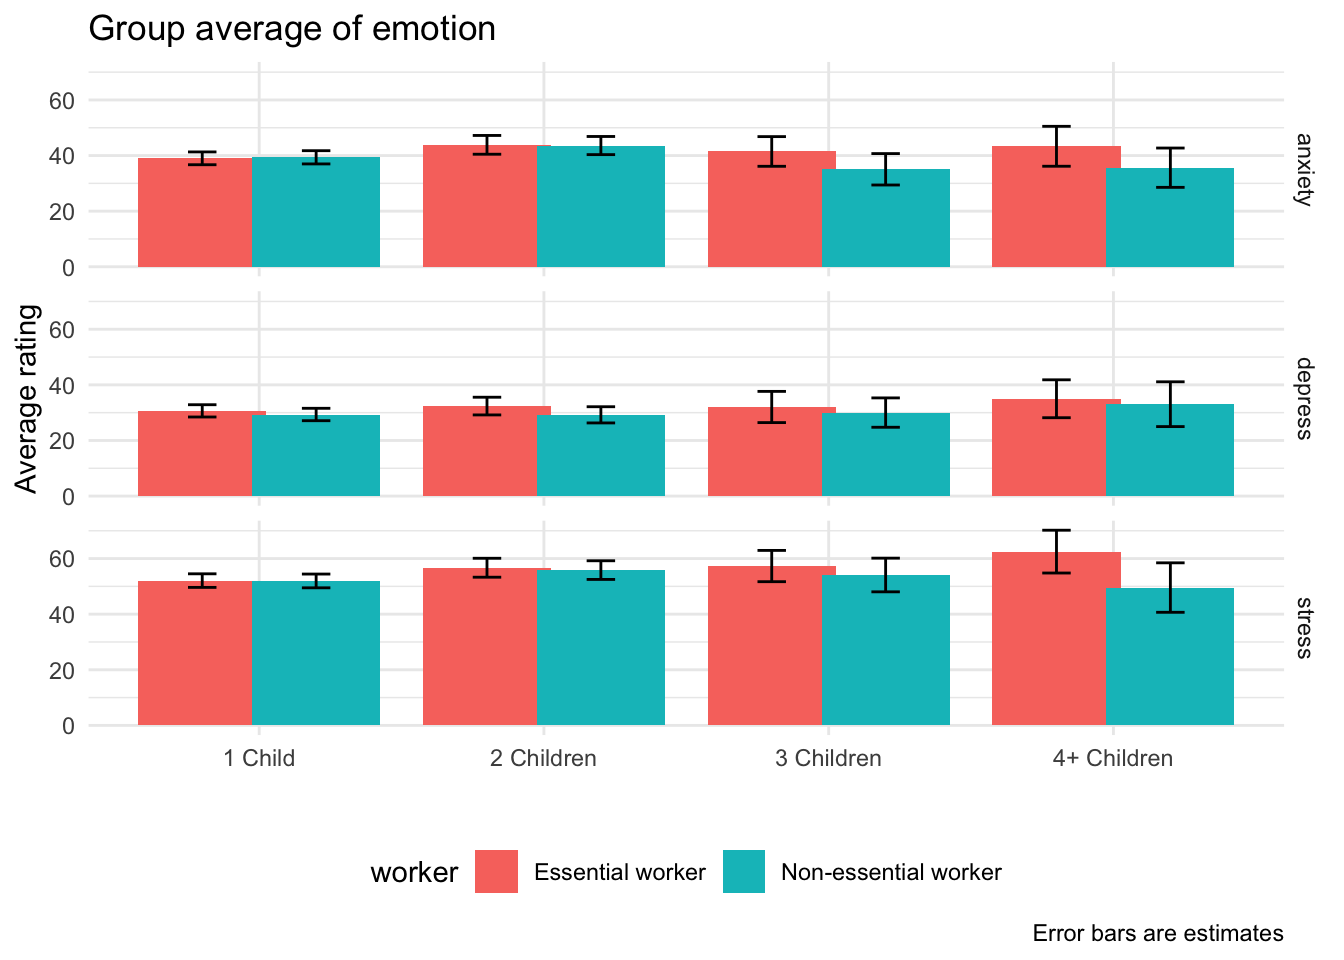 Group average of emotion
Average rating
60
40
20
0
anxiety
60
40
20
0
depress
60
40
20
0
stress
1 Child
2 Children
3 Children
4+ Children
worker
Essential worker
Non-essential worker
Error bars are estimates